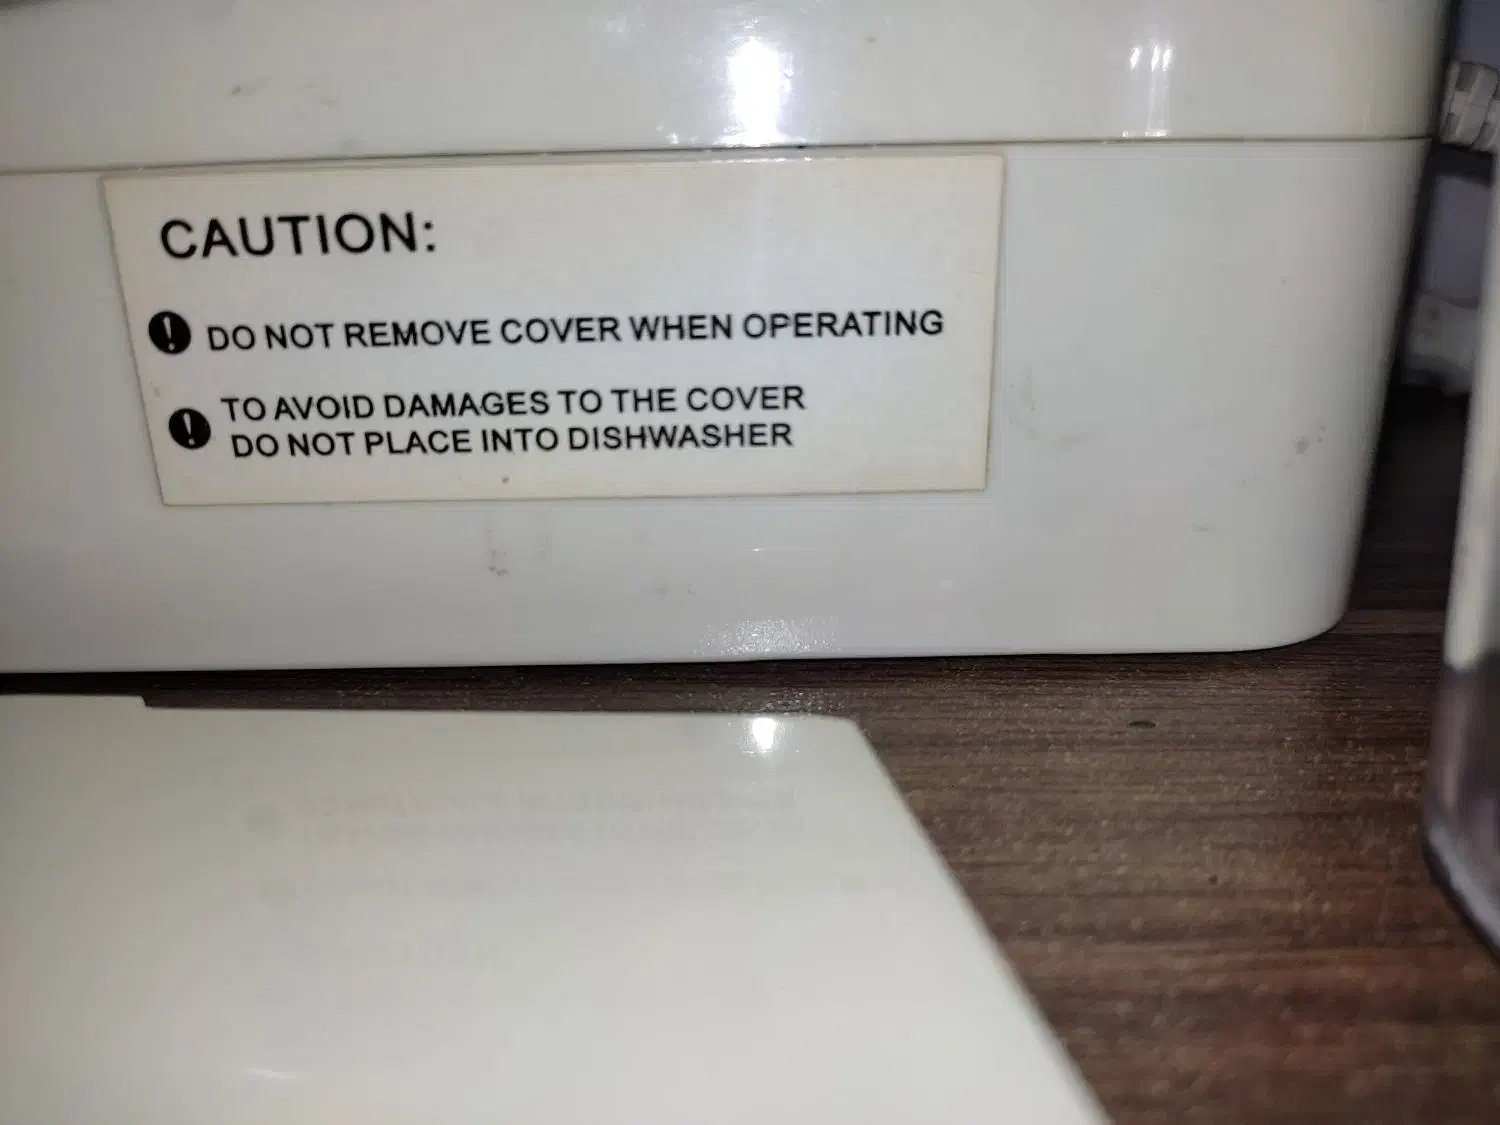 CAUTION:
DO NOT REMOVE COVER WHEN OPERATING
TO AVOID DAMAGES TO THE COVER
DO NOT PLACE INTO DISHWASHER